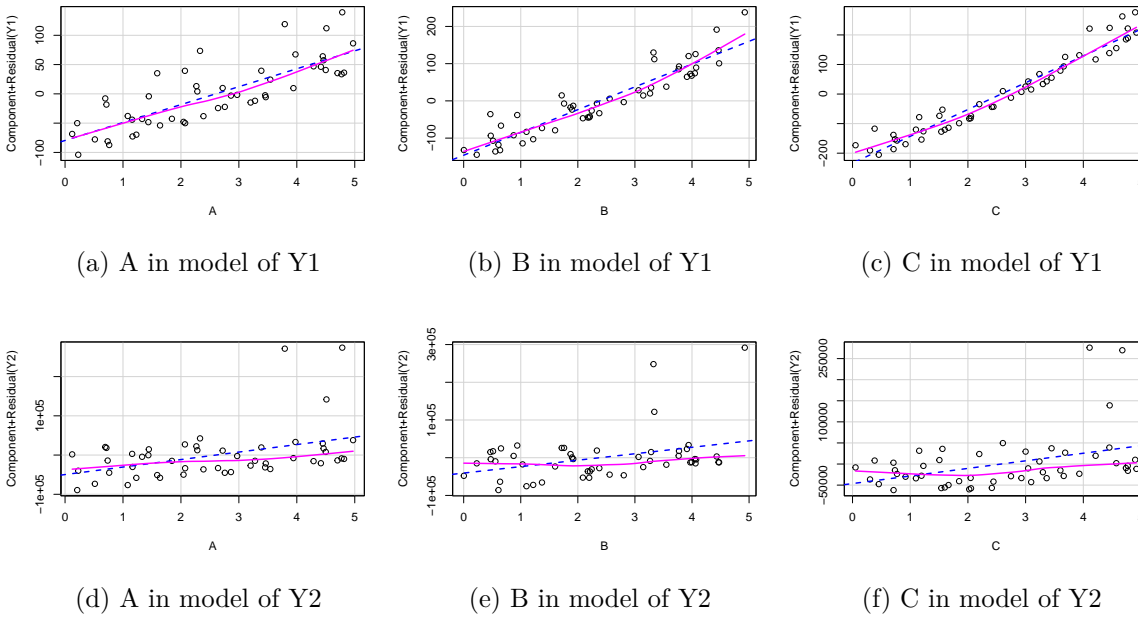 Component+Residual(Y1)
100
50
0
−100
0 1 2 3 4 5
A
(a) A in model of Y1
Component+Residual(Y1)
200
100
0
−100
0 1 2 3 4 5
B
(b) B in model of Y1
Component+Residual(Y1)
100
0
−200
0 1 2 3 4
C
(c) C in model of Y1
Component+Residual(Y2)
1e+05
−1e+05
0 1 2 3 4 5
A
(d) A in model of Y2
Component+Residual(Y2)
3e+05
1e+05
−1e+05
0 1 2 3 4 5
B
(e) B in model of Y2
Component+Residual(Y2)
250000
100000
−50000
0 1 2 3 4
C
(f) C in model of Y2